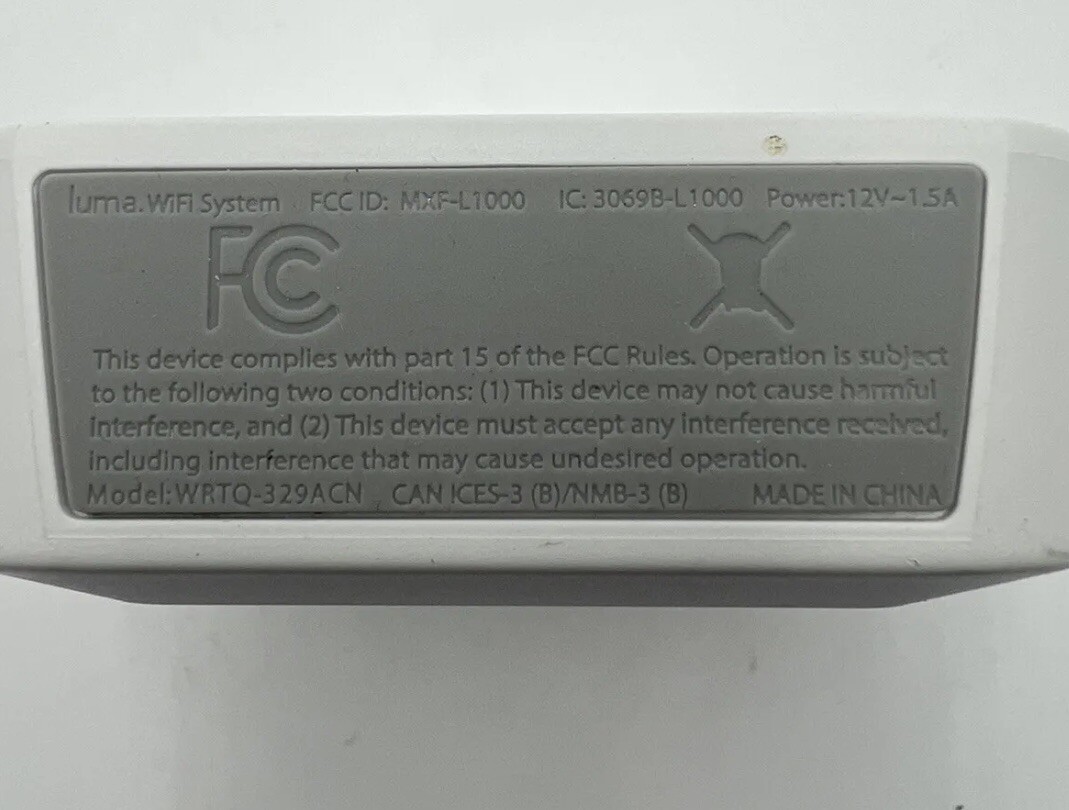 luma. WiFi System FCC ID: MXF-L1000 IC: 3069B-L1000 Power:12V~1.5A
FC
This device complies with part 15 of the FCC Rules. Operation is subject
to the following two conditions: (1) This device may not cause harmful
interference, and (2) This device must accept any interference received,
including interference that may cause undesired operation.
Model:WRTQ-329ACN CAN ICES-3 (B)/NMB-3 (B) MADE IN CHINA